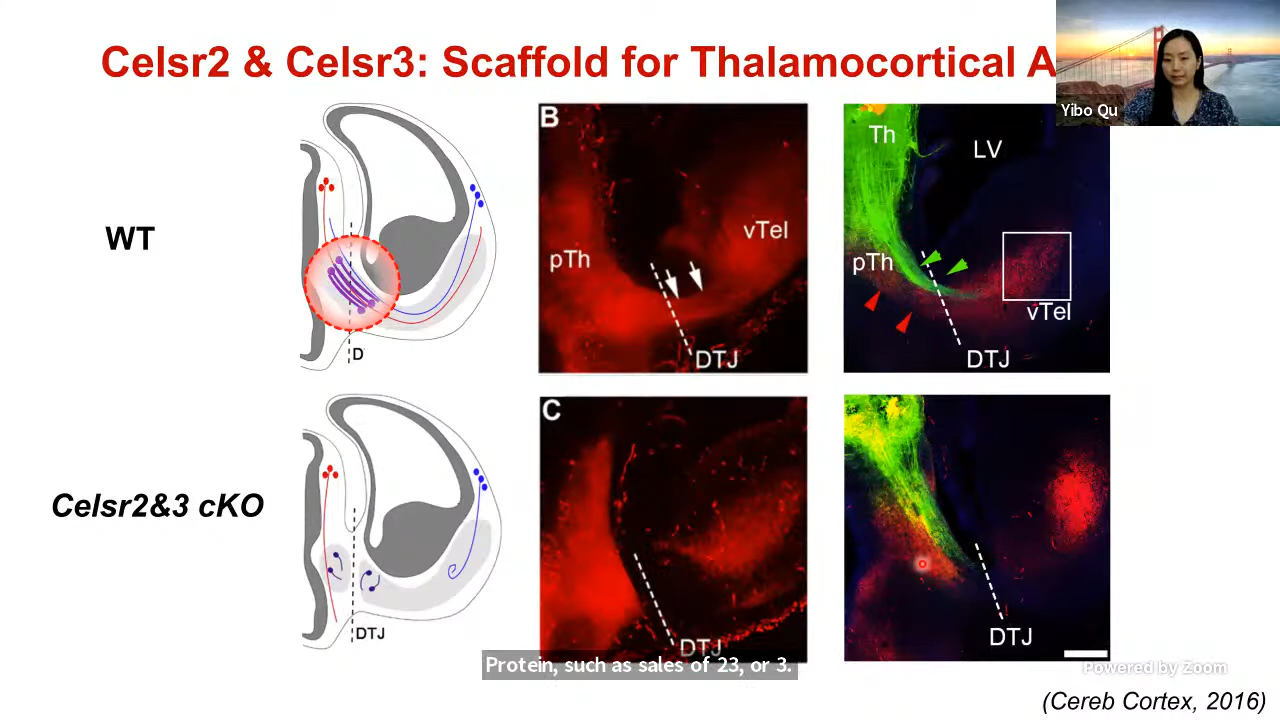 Celsr2 & Celsr3: Scaffold for Thalamocortical A
Yibo Qu
WT
D
B
pTh
vTel
DTJ
Th
LV
pTh
vTel
DTJ
Celsr2&3 cKO
DTJ
C
DTJ
DTJ
Protein, such as sales of 23, or 3.
Powered by Zoom
(Cereb Cortex, 2016)